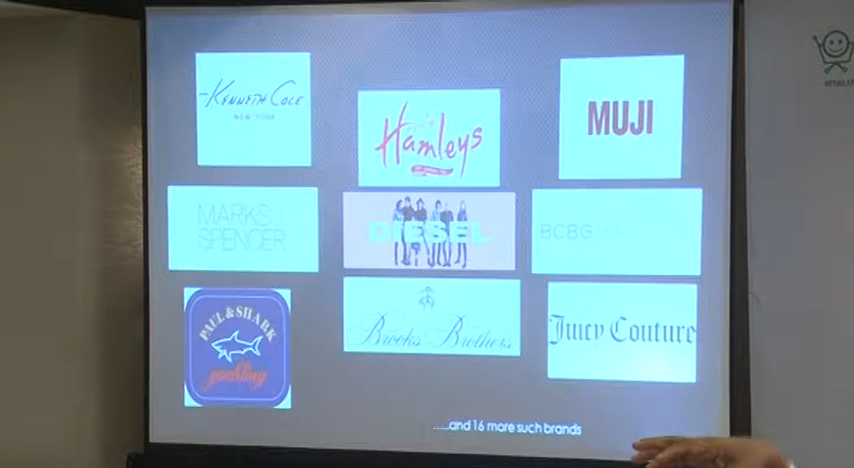 KENNETH COLE
NEW YORK
Hamleys
MUJI
MARKS &
SPENCER
DIESEL
BCBG
PAUL & SHARK
yachting
Brooks Brothers
Juicy Couture
.....and 16 more such brands